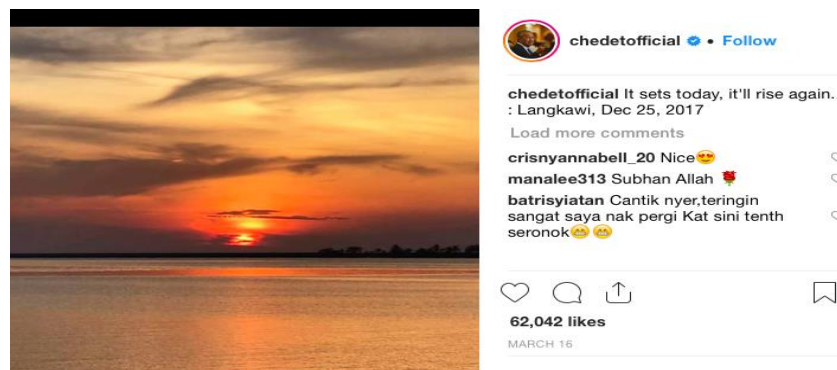 chedetofficial • Follow
chedetofficial It sets today, it'll rise again.
: Langkawi, Dec 25, 2017
Load more comments
crisnyannabell_20 Nice😍
manalee313 Subhan Allah 🌹
batrisyiatan Cantik nyer,teringin
sangat saya nak pergi Kat sini tenth
seronok😁😁
62,042 likes
MARCH 16